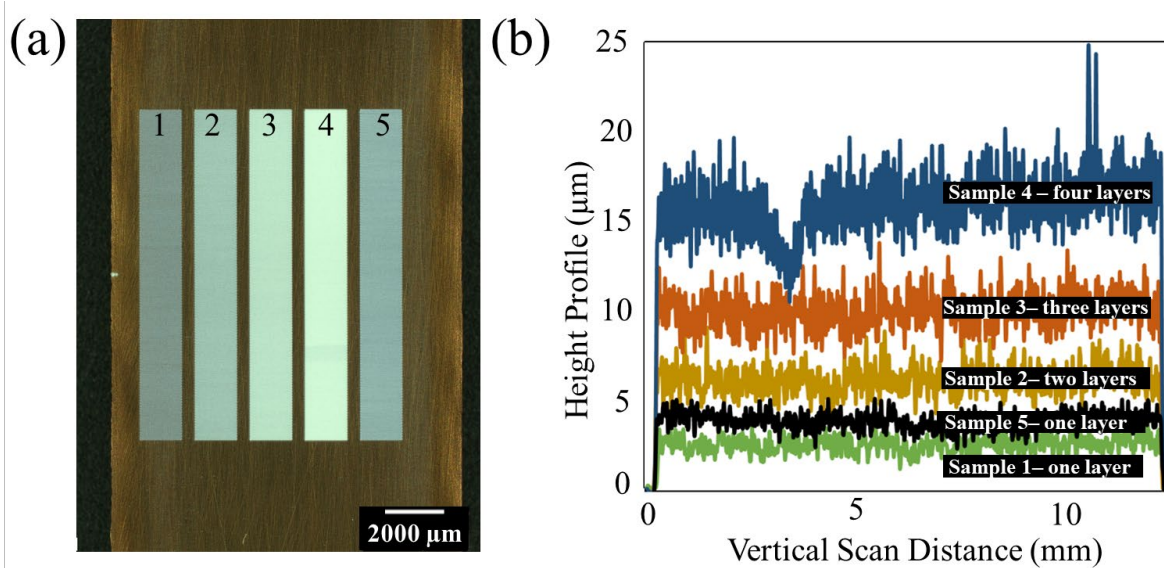 (a)
1 2 3 4 5
2000 µm
(b)
Height Profile (µm)
25
20
15
10
5
0
Sample 4 – four layers
Sample 3– three layers
Sample 2– two layers
Sample 5– one layer
Sample 1– one layer
0 5 10
Vertical Scan Distance (mm)